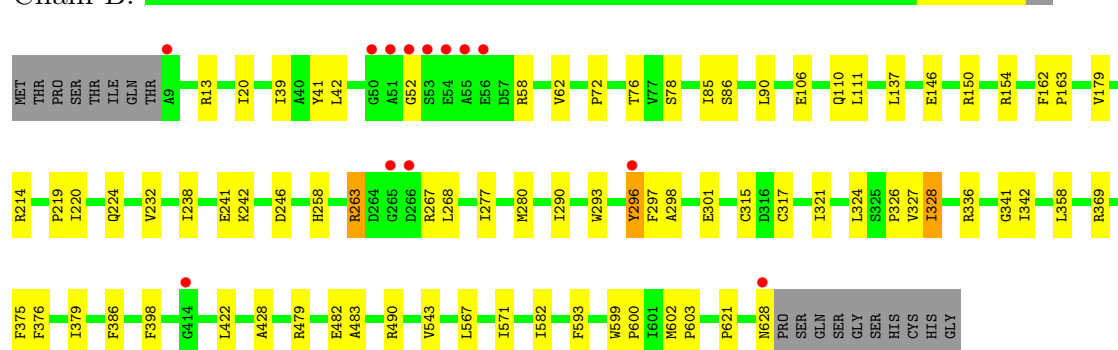 Chain B:
MET THR PRO SER THR ILE GLN THR A9 R13 I20 I39 A40 Y41 L42 G50 A51 G52 S53 E54 A55 E56 D57 R58 V62 P72 T76 V77 S78 I85 S86 L90 E106 Q110 L111 L137 E146 R150 R154 F162 P163 V179
R214 P219 I220 Q224 V232 I238 E241 K242 D246 H258 R263 D264 G265 D266 R267 L268 I277 M280 I290 W293 Y296 F297 A298 E301 C315 D316 C317 I321 L324 S325 P326 V327 I328 R336 G341 I342 L358 R369
F375 F376 I379 F386 F398 G414 L422 A428 R479 E482 A483 R490 V543 L567 I571 I582 F593 W599 P600 I601 M602 P603 P621 N628 PRO SER GLN SER GLY SER HIS CYS HIS GLY